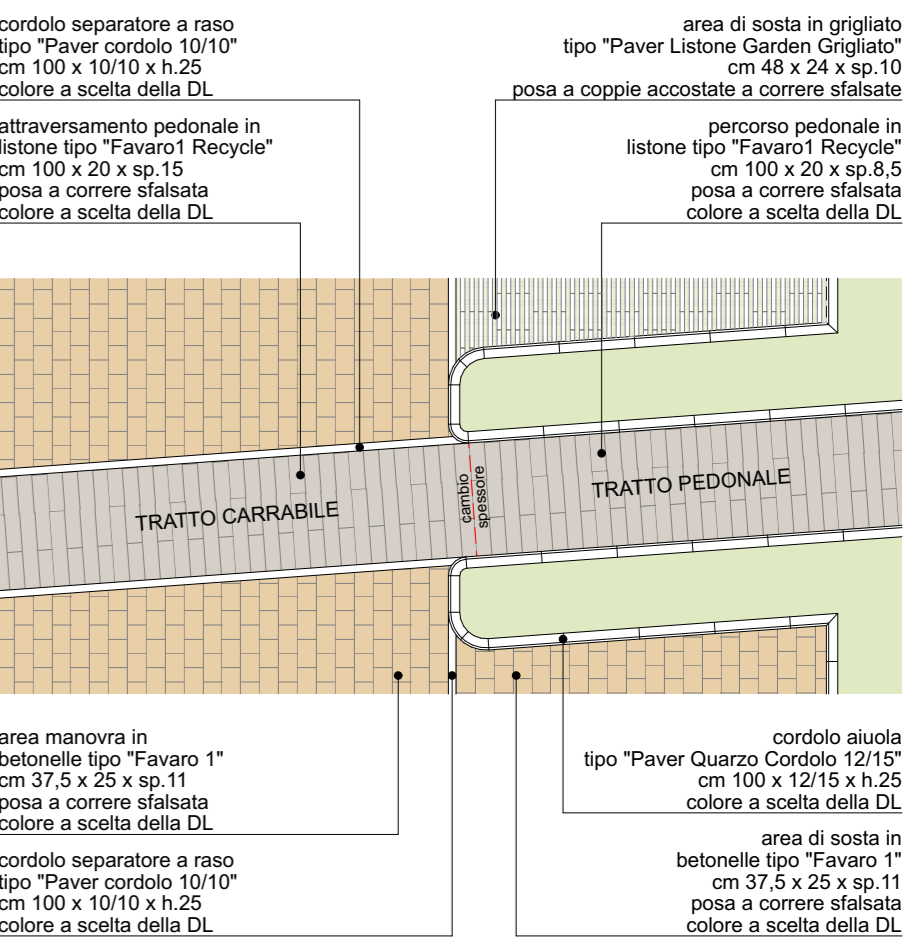 cordolo separatore a raso
tipo "Paver cordolo 10/10"
cm 100 x 10/10 x h.25
colore a scelta della DL
attraversamento pedonale in
listone tipo "Favaro1 Recycle"
cm 100 x 20 x sp.15
posa a correre sfalsata
colore a scelta della DL
area di sosta in grigliato
tipo "Paver Listone Garden Grigliato"
cm 48 x 24 x sp.10
posa a coppie accostate a correre sfalsate
percorso pedonale in
listone tipo "Favaro1 Recycle"
cm 100 x 20 x sp.8,5
posa a correre sfalsata
colore a scelta della DL
TRATTO CARRABILE
cambio
spessore
TRATTO PEDONALE
area manovra in
betonelle tipo "Favaro 1"
cm 37,5 x 25 x sp.11
posa a correre sfalsata
colore a scelta della DL
cordolo separatore a raso
tipo "Paver cordolo 10/10"
cm 100 x 10/10 x h.25
colore a scelta della DL
cordolo aiuola
tipo "Paver Quarzo Cordolo 12/15"
cm 100 x 12/15 x h.25
colore a scelta della DL
area di sosta in
betonelle tipo "Favaro 1"
cm 37,5 x 25 x sp.11
posa a correre sfalsata
colore a scelta della DL